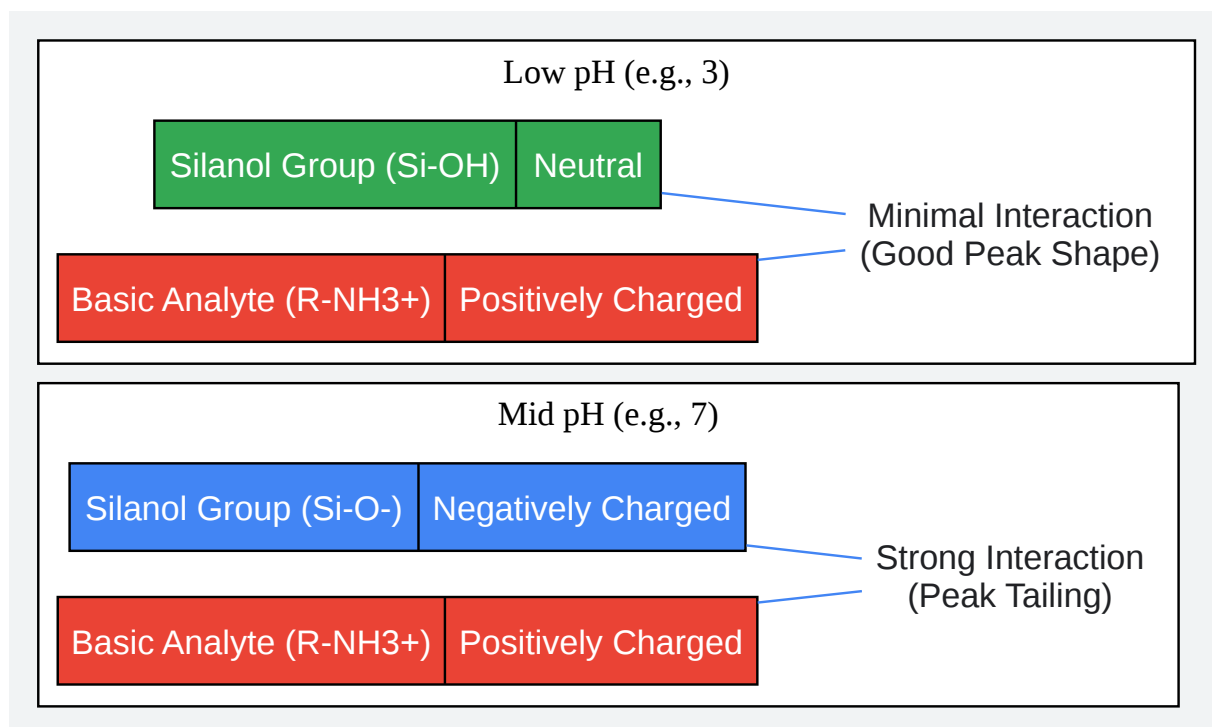 Low pH (e.g., 3)
Silanol Group (Si-OH) Neutral
Minimal Interaction
(Good Peak Shape)
Basic Analyte (R-NH3+) Positively Charged
Mid pH (e.g., 7)
Silanol Group (Si-O-) Negatively Charged
Strong Interaction
(Peak Tailing)
Basic Analyte (R-NH3+) Positively Charged